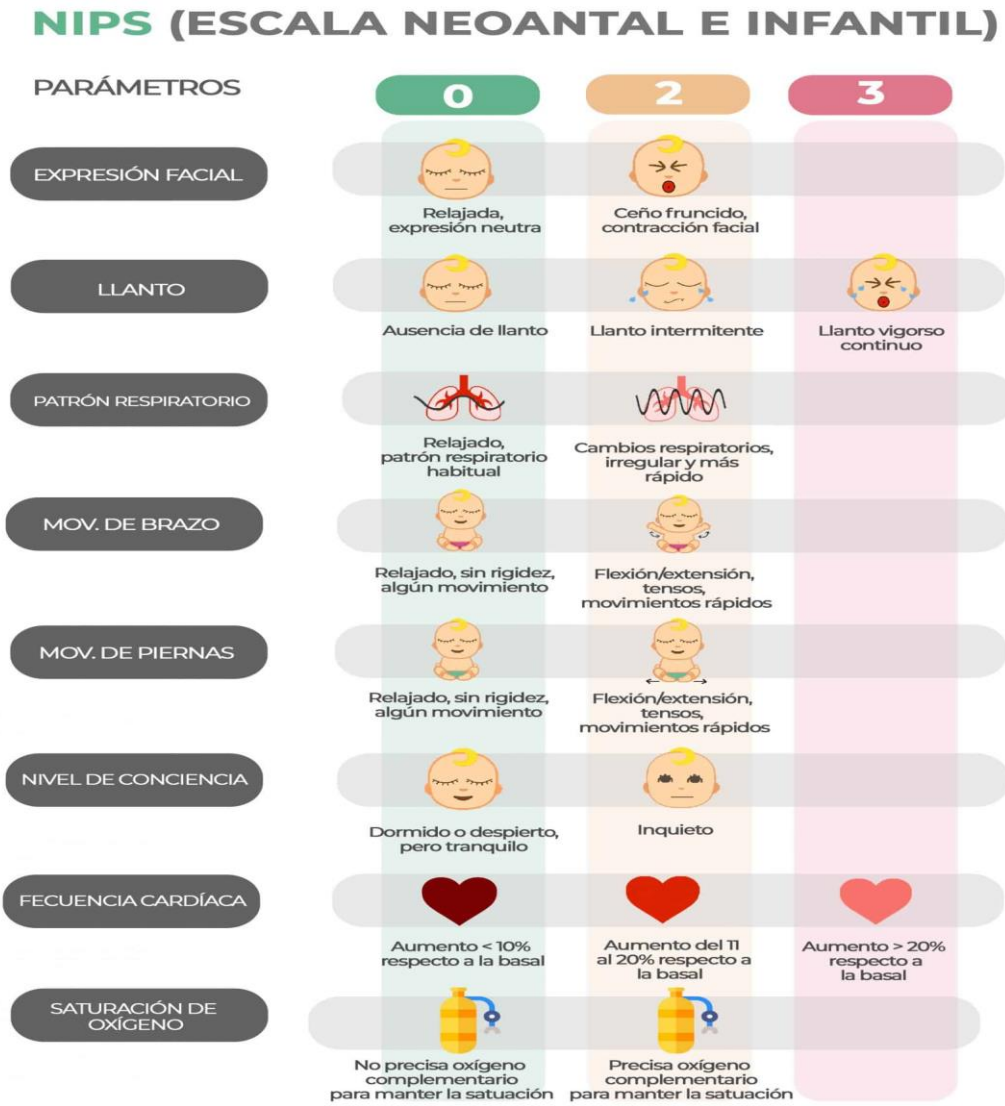 NIPS (ESCALA NEOANTAL E INFANTIL)
PARÁMETROS
0
2
3
EXPRESIÓN FACIAL
Relajada,
expresión neutra
Ceño fruncido,
contracción facial
LLANTO
Ausencia de llanto
Llanto intermitente
Llanto vigorso
continuo
PATRÓN RESPIRATORIO
Relajado,
patrón respiratorio
habitual
Cambios respiratorios,
irregular y más
rápido
MOV. DE BRAZO
Relajado, sin rigidez,
algún movimiento
Flexión/extensión,
tensos,
movimientos rápidos
MOV. DE PIERNAS
Relajado, sin rigidez,
algún movimiento
Flexión/extensión,
tensos,
movimientos rápidos
NIVEL DE CONCIENCIA
Dormido o despierto,
pero tranquilo
Inquieto
FECUENCIA CARDÍACA
Aumento < 10%
respecto a la basal
Aumento del 11
al 20% respecto a
la basal
Aumento > 20%
respecto a
la basal
SATURACIÓN DE
OXÍGENO
No precisa oxígeno
complementario
para manter la satuación
Precisa oxígeno
complementario
para manter la satuación